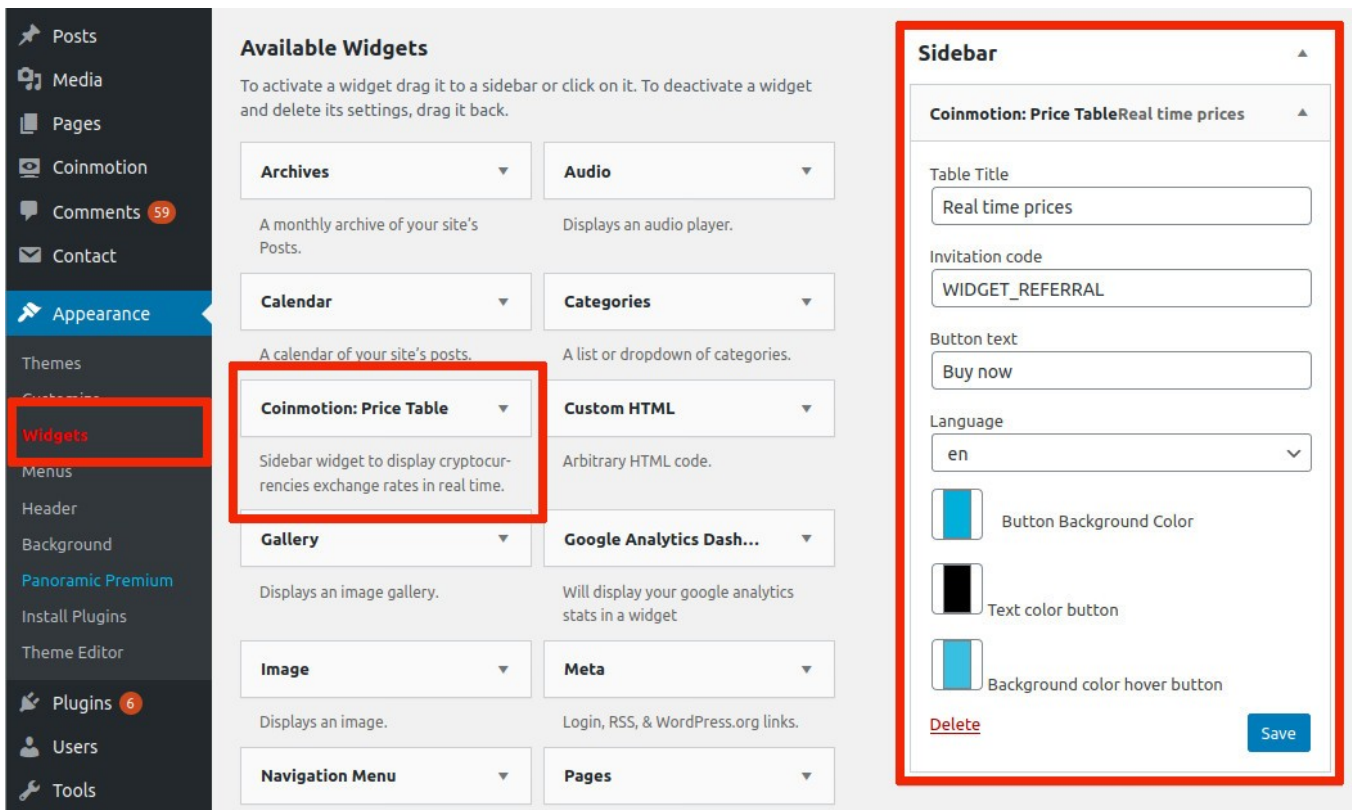 Posts
Media
Pages
Coinmotion
Comments 59
Contact
Appearance
Themes
Customize
Widgets
Menus
Header
Background
Panoramic Premium
Install Plugins
Theme Editor
Plugins 6
Users
Tools
Available Widgets
To activate a widget drag it to a sidebar or click on it. To deactivate a widget
and delete its settings, drag it back.
Archives
A monthly archive of your site's
Posts.
Audio
Displays an audio player.
Calendar
A calendar of your site's posts.
Categories
A list or dropdown of categories.
Coinmotion: Price Table
Sidebar widget to display cryptocur-
rencies exchange rates in real time.
Custom HTML
Arbitrary HTML code.
Gallery
Displays an image gallery.
Google Analytics Dash...
Will display your google analytics
stats in a widget
Image
Displays an image.
Meta
Login, RSS, & WordPress.org links.
Navigation Menu
Pages
Sidebar
Coinmotion: Price TableReal time prices
Table Title
Real time prices
Invitation code
WIDGET_REFERRAL
Button text
Buy now
Language
en
Button Background Color
Text color button
Background color hover button
Delete
Save